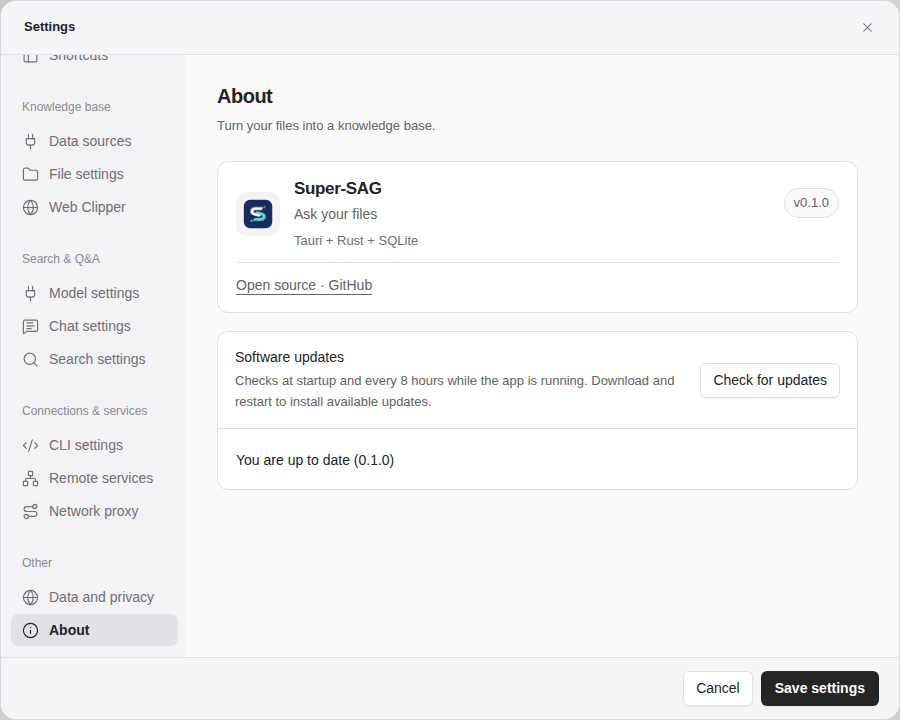 Settings
Shortcuts
Knowledge base
Data sources
File settings
Web Clipper
Search & Q&A
Model settings
Chat settings
Search settings
Connections & services
CLI settings
Remote services
Network proxy
Other
Data and privacy
About
About
Turn your files into a knowledge base.
Super-SAG
Ask your files
Tauri + Rust + SQLite
v0.1.0
Open source · GitHub
Software updates
Checks at startup and every 8 hours while the app is running. Download and
restart to install available updates.
Check for updates
You are up to date (0.1.0)
Cancel
Save settings